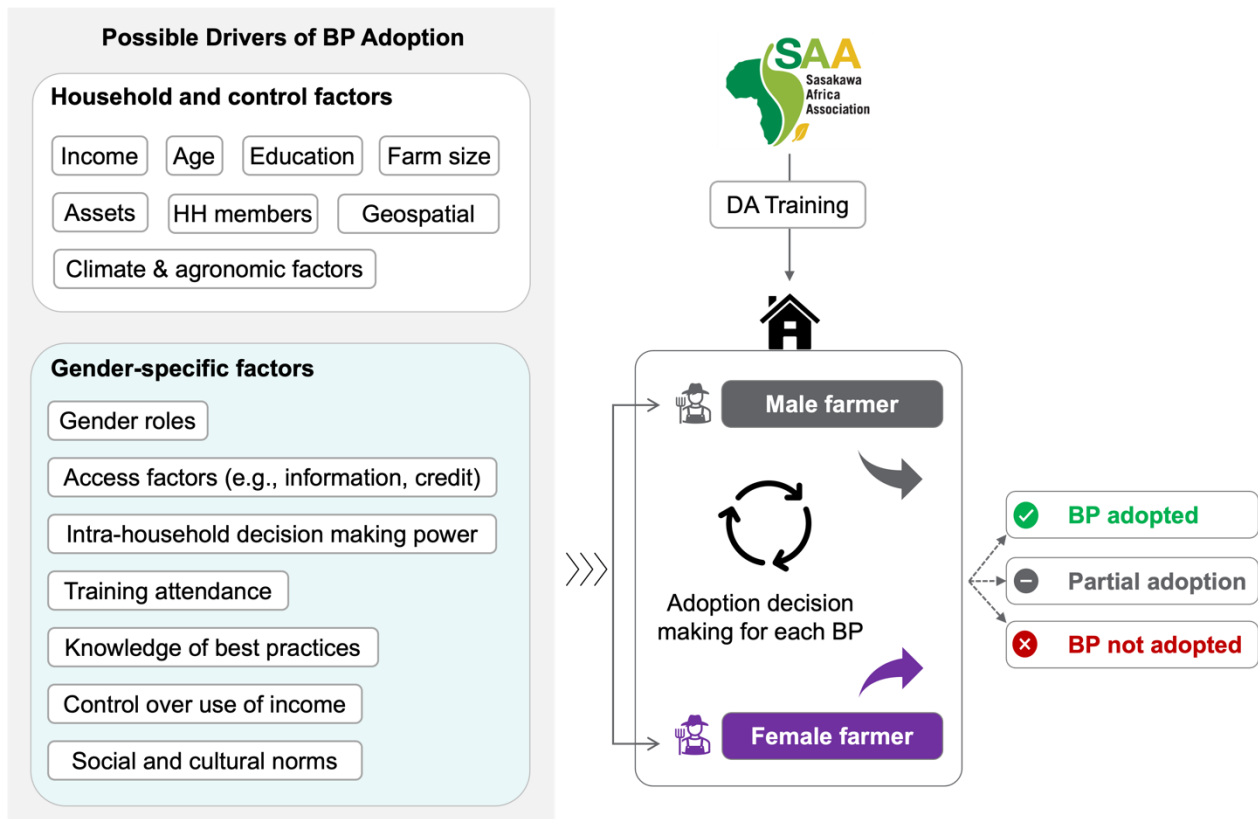 Possible Drivers of BP Adoption
Household and control factors
Income
Age
Education
Farm size
Assets
HH members
Geospatial
Climate & agronomic factors
Gender-specific factors
Gender roles
Access factors (e.g., information, credit)
Intra-household decision making power
Training attendance
Knowledge of best practices
Control over use of income
Social and cultural norms
SAA
Sasakawa
Africa
Association
DA Training
Male farmer
Adoption decision
making for each BP
Female farmer
BP adopted
Partial adoption
BP not adopted